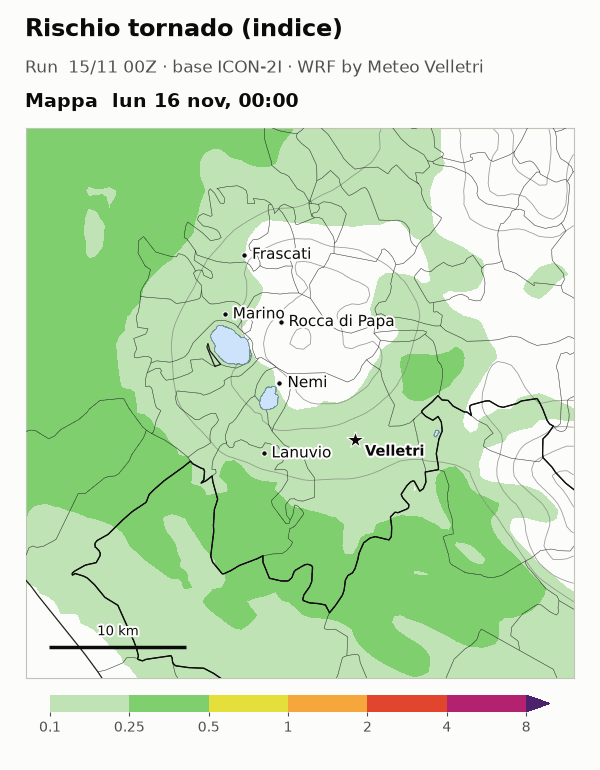 Rischio tornado (indice)
Run  15/11 00Z · base ICON-2I · WRF by Meteo Velletri
Mappa  lun 16 nov, 00:00
Frascati
Marino
Rocca di Papa
Nemi
Velletri
Lanuvio
10 km
0.1 0.25 0.5 1 2 4 8